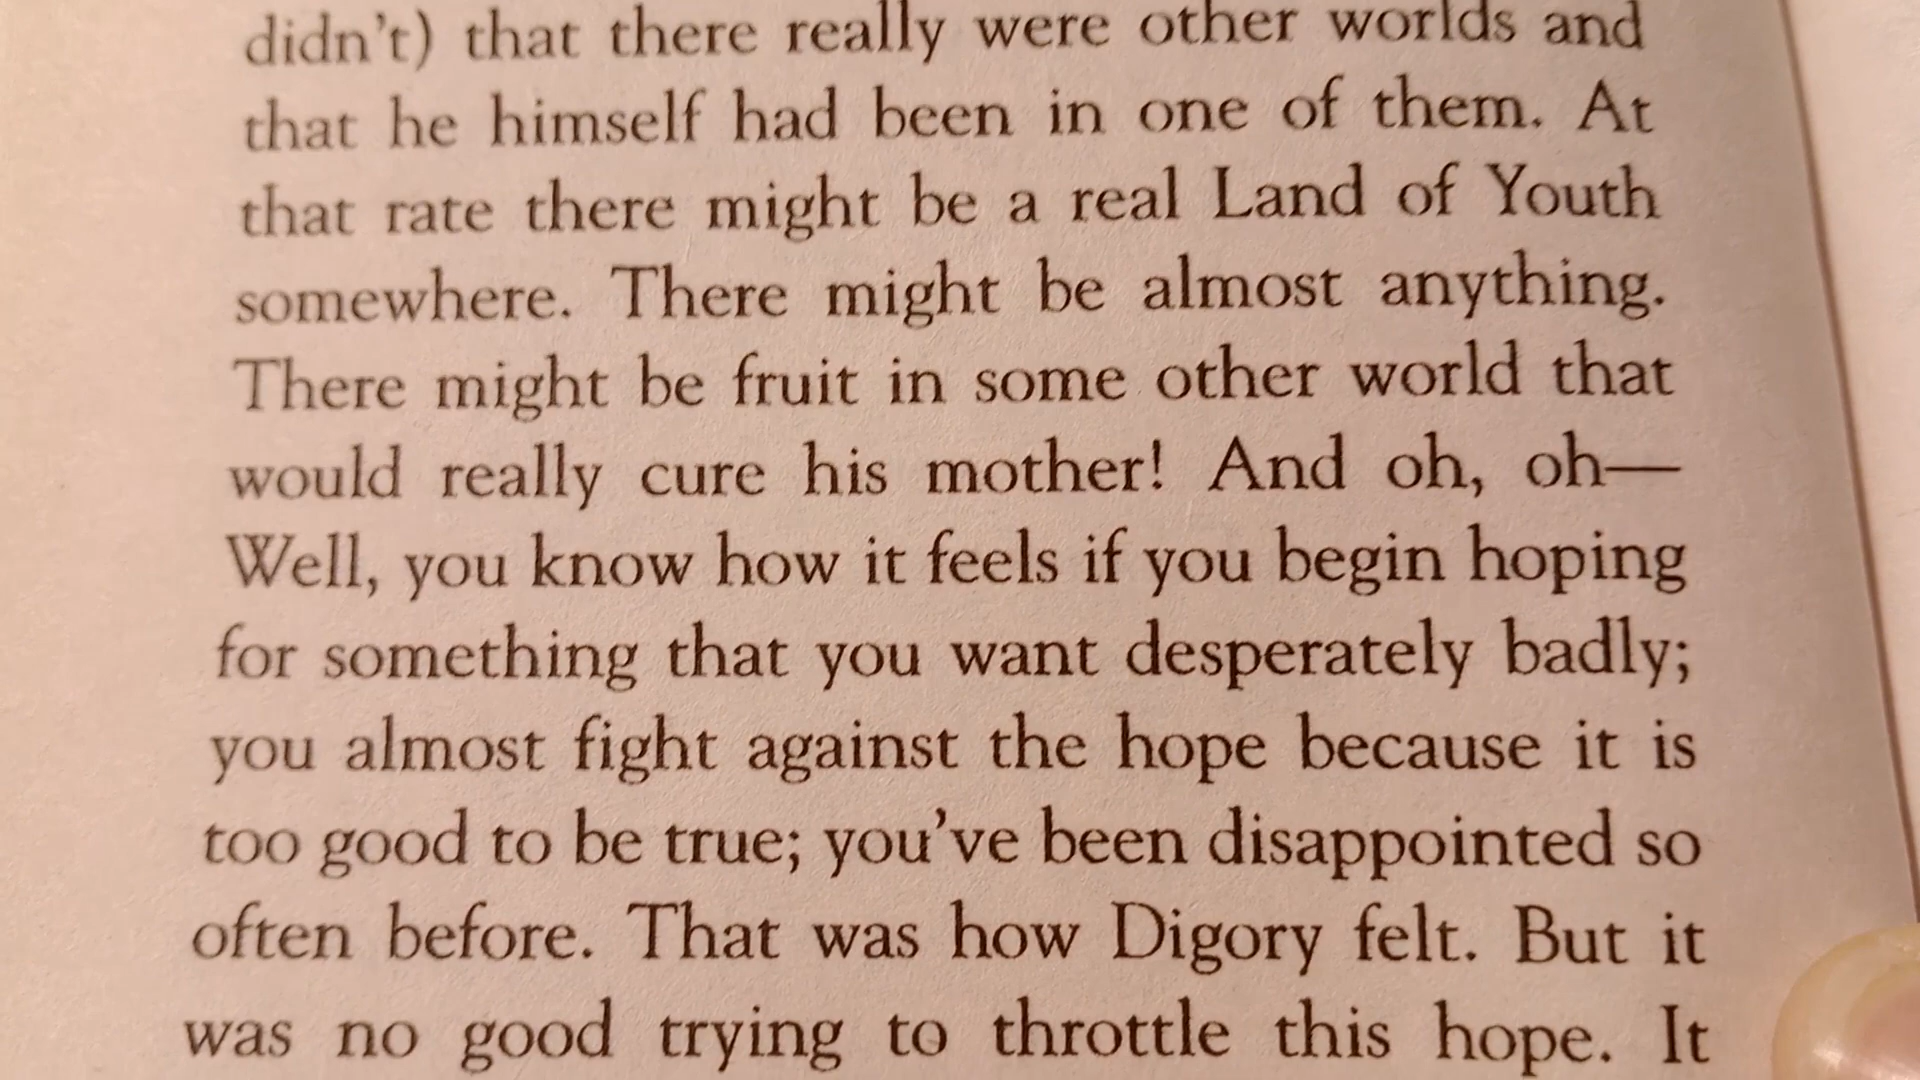 didn't) that there really were other worlds and
that he himself had been in one of them. At
that rate there might be a real Land of Youth
somewhere. There might be almost anything.
There might be fruit in some other world that
would really cure his mother! And oh, oh—
Well, you know how it feels if you begin hoping
for something that you want desperately badly;
you almost fight against the hope because it is
too good to be true; you've been disappointed so
often before. That was how Digory felt. But it
was no good trying to throttle this hope. It